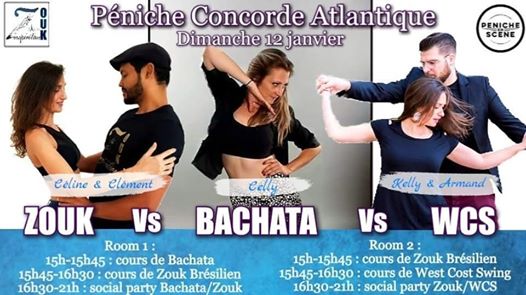 Péniche Concorde Atlantique
Dimanche 12 janvier
ZOUK
PENICHE
SCÈNE
Céline & Clément
Celly
Kelly & Armand
ZOUK Vs BACHATA Vs WCS
Room 1 :
15h-15h45 : cours de Bachata
15h45-16h30 : cours de Zouk Brésilien
16h30-21h : social party Bachata/Zouk
Room 2 :
15h-15h45 : cours de Zouk Brésilien
15h45-16h30 : cours de West Cost Swing
16h30-21h : social party Zouk/WCS